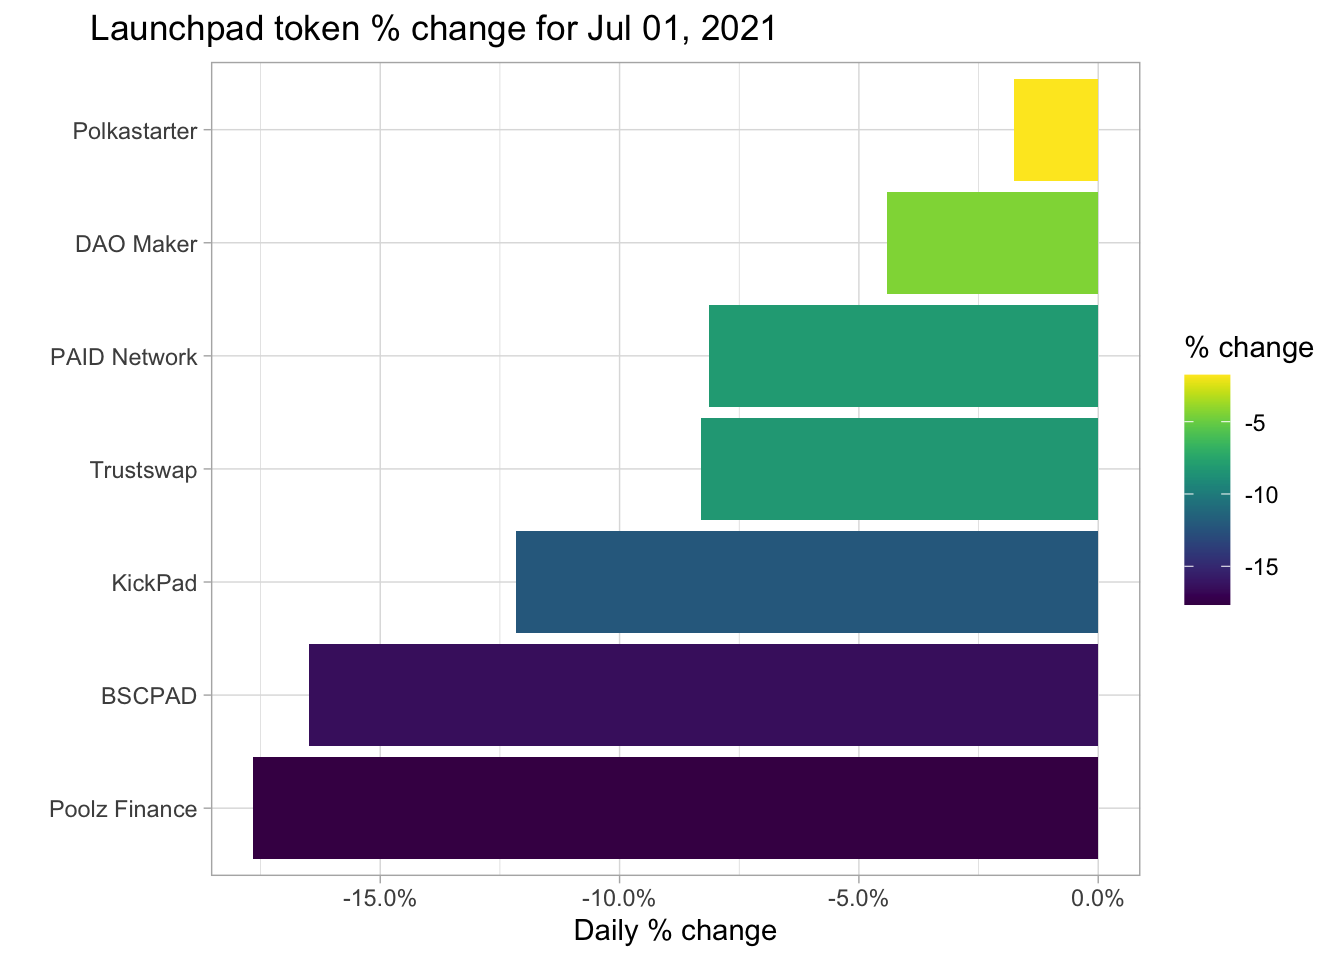 Launchpad token % change for Jul 01, 2021
Polkastarter
DAO Maker
PAID Network
Trustswap
KickPad
BSCPAD
Poolz Finance
-15.0%
-10.0%
-5.0%
0.0%
Daily % change
% change
-5
-10
-15